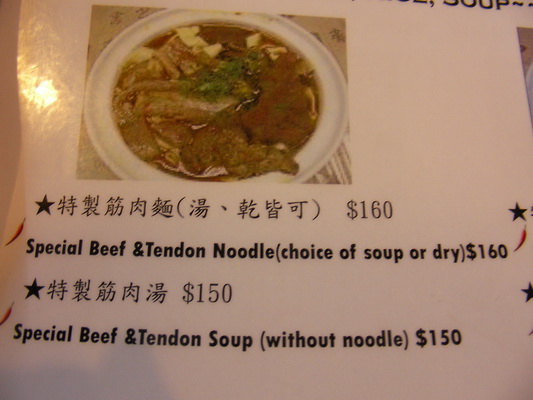 SOUP~~
★特製筋肉麵(湯、乾皆可) $160
Special Beef &Tendon Noodle(choice of soup or dry)$160
★特製筋肉湯 $150
Special Beef &Tendon Soup (without noodle) $150